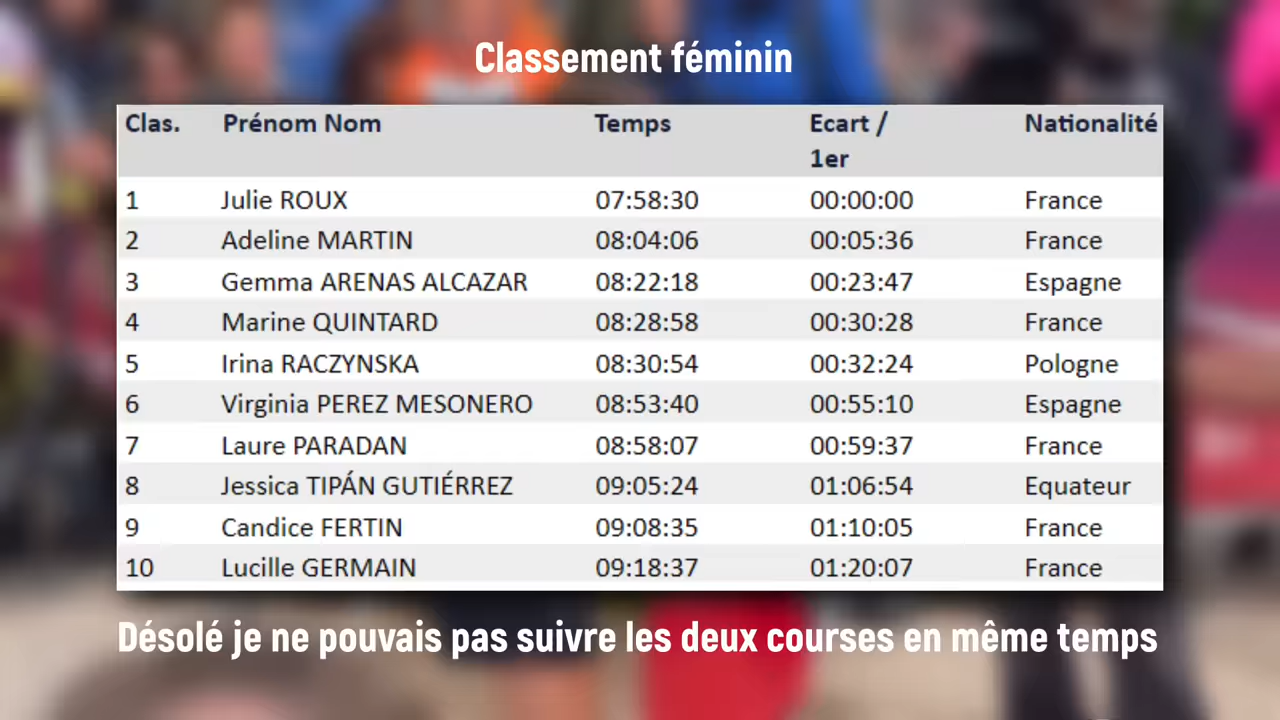 Classement féminin
Clas. Prénom Nom Temps Ecart / Nationalité
1er
1 Julie ROUX 07:58:30 00:00:00 France
2 Adeline MARTIN 08:04:06 00:05:36 France
3 Gemma ARENAS ALCAZAR 08:22:18 00:23:47 Espagne
4 Marine QUINTARD 08:28:58 00:30:28 France
5 Irina RACZYNSKA 08:30:54 00:32:24 Pologne
6 Virginia PEREZ MESONERO 08:53:40 00:55:10 Espagne
7 Laure PARADAN 08:58:07 00:59:37 France
8 Jessica TIPÁN GUTIÉRREZ 09:05:24 01:06:54 Equateur
9 Candice FERTIN 09:08:35 01:10:05 France
10 Lucille GERMAIN 09:18:37 01:20:07 France
Désolé je ne pouvais pas suivre les deux courses en même temps